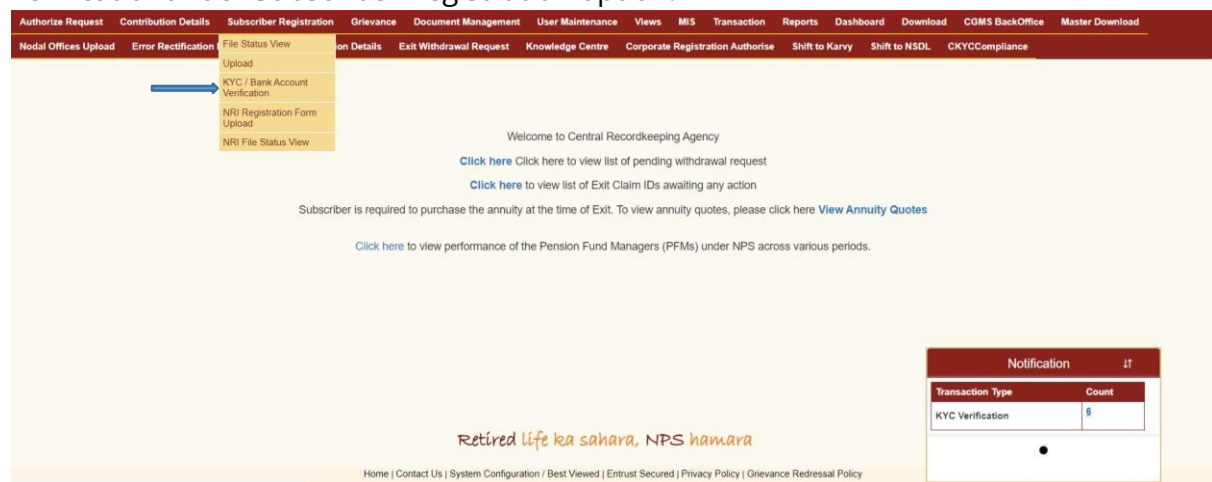 Authorize Request Contribution Details Subscriber Registration Grievance Document Management User Maintenance Views MIS Transaction Reports Dashboard Download CGMS BackOffice Master Download
Nodal Offices Upload Error Rectification on Details Exit Withdrawal Request Knowledge Centre Corporate Registration Authorise Shift to Karvy Shift to NSDL CKYCCompliance
File Status View
Upload
KYC / Bank Account
Verification
NRI Registration Form
Upload
NRI File Status View
Welcome to Central Recordkeeping Agency
Click here Click here to view list of pending withdrawal request
Click here to view list of Exit Claim IDs awaiting any action
Subscriber is required to purchase the annuity at the time of Exit. To view annuity quotes, please click here View Annuity Quotes
Click here to view performance of the Pension Fund Managers (PFMs) under NPS across various periods.
Notification
Transaction Type Count
KYC Verification 6
Retired life ka sahara, NPS hamara
Home | Contact Us | System Configuration / Best Viewed | Entrust Secured | Privacy Policy | Grievance Redressal Policy